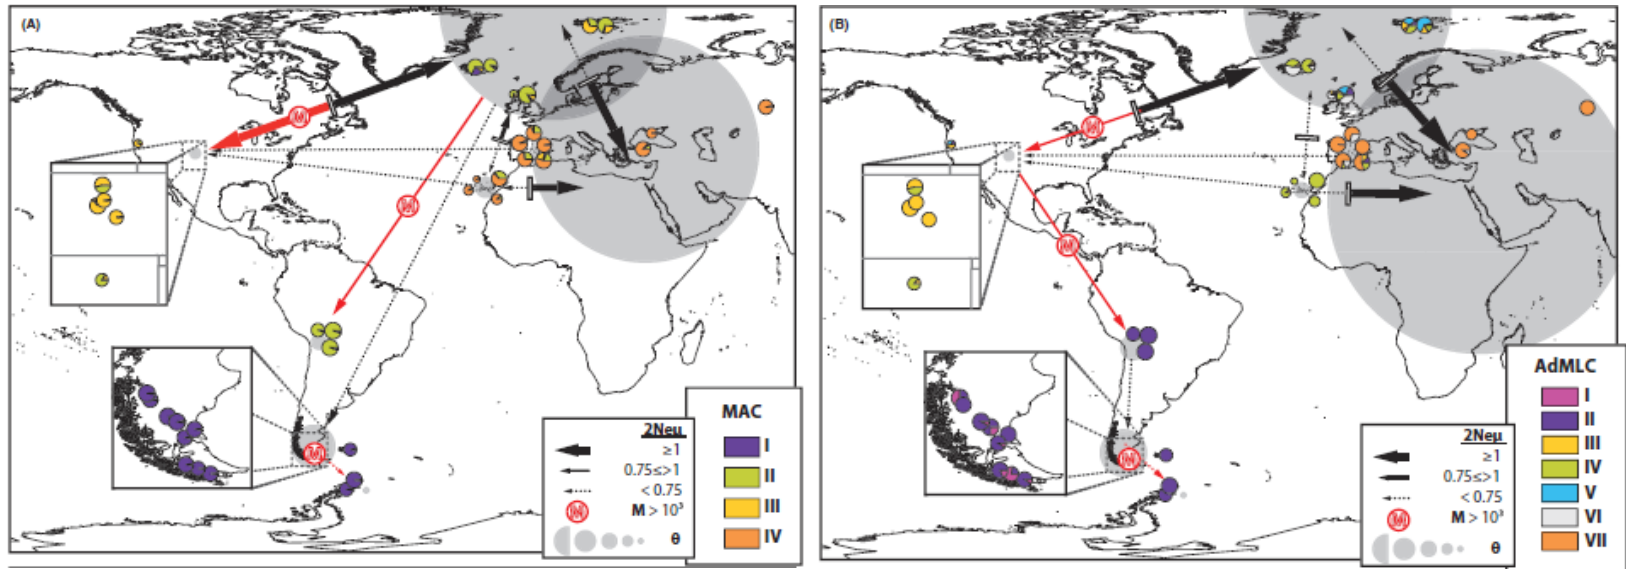 (A)
M
M
M
2Neμ
≥1
0.75≤>1
< 0.75
M > 10³
θ
MAC
I
II
III
IV
(B)
M
M
M
2Neμ
≥1
0.75≤>1
< 0.75
M > 10³
θ
AdMLC
I
II
III
IV
V
VI
VII